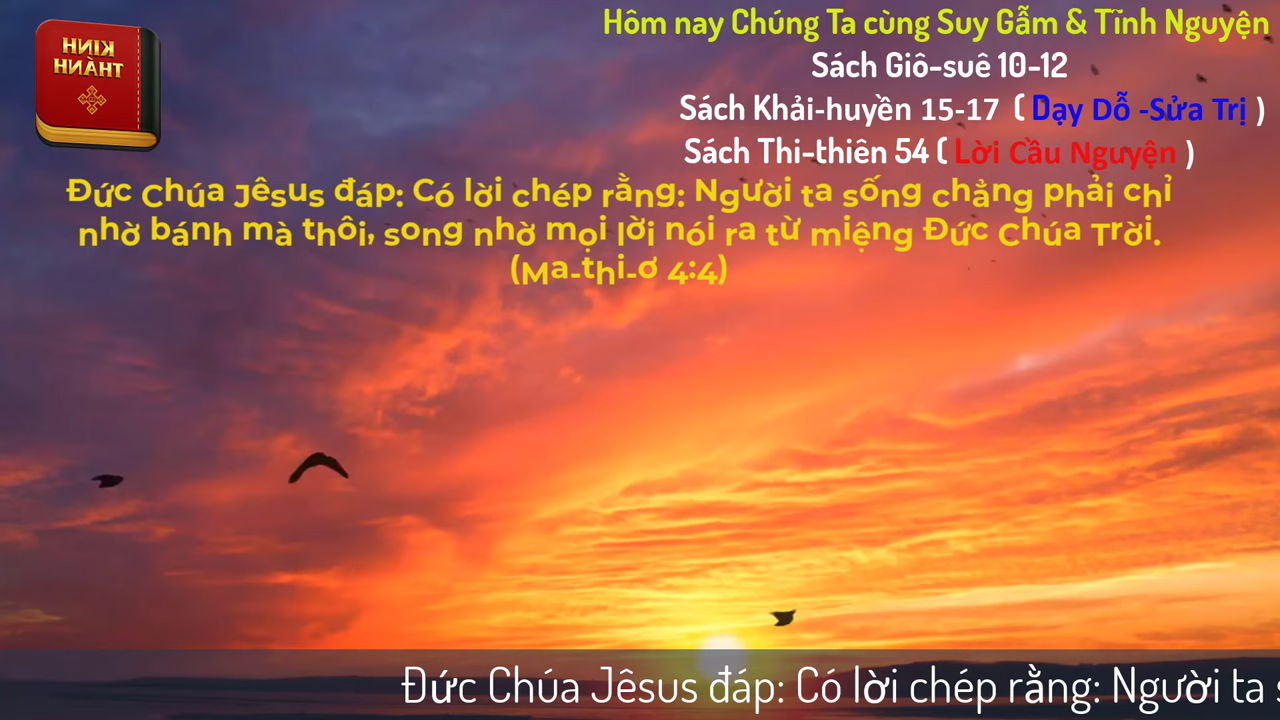 KINH
THÀNH
Hôm nay Chúng Ta cùng Suy Gẫm & Tĩnh Nguyện
Sách Giô-suê 10-12
Sách Khải-huyền 15-17 ( Dạy Dỗ -Sửa Trị )
Sách Thi-thiên 54 ( Lời Cầu Nguyện )
Đức Chúa Jêsus đáp: Có lời chép rằng: Người ta sống chẳng phải chỉ
nhờ bánh mà thôi, song nhờ mọi lời nói ra từ miệng Đức Chúa Trời.
(Ma-thi-ơ 4:4)
Đức Chúa Jêsus đáp: Có lời chép rằng: Người ta